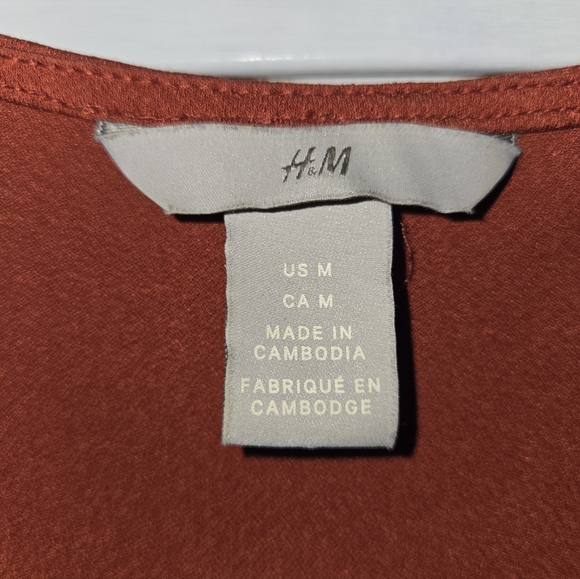 H&M
US M
CA M
MADE IN
CAMBODIA
FABRIQUÉ EN
CAMBODGE